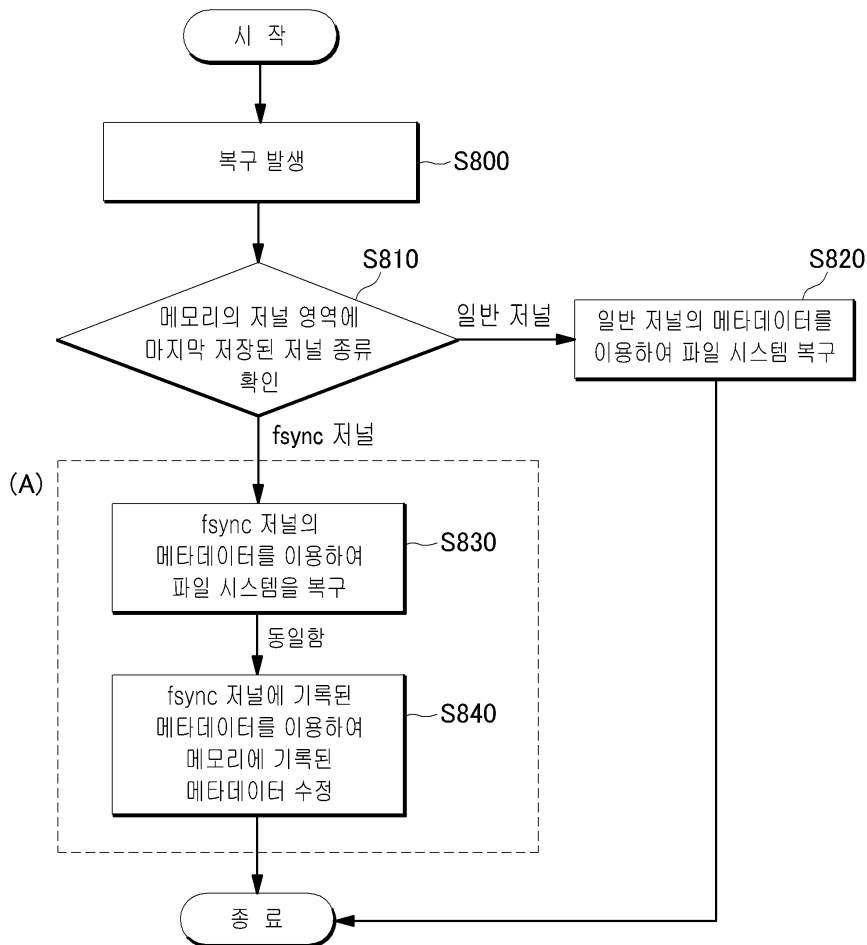 시 작
복구 발생
S800
S810
메모리의 저널 영역에
마지막 저장된 저널 종류
확인
일반 저널
S820
일반 저널의 메타데이터를
이용하여 파일 시스템 복구
fsync 저널
(A)
fsync 저널의
메타데이터를 이용하여
파일 시스템을 복구
S830
동일함
fsync 저널에 기록된
메타데이터를 이용하여
메모리에 기록된
메타데이터 수정
S840
종 료